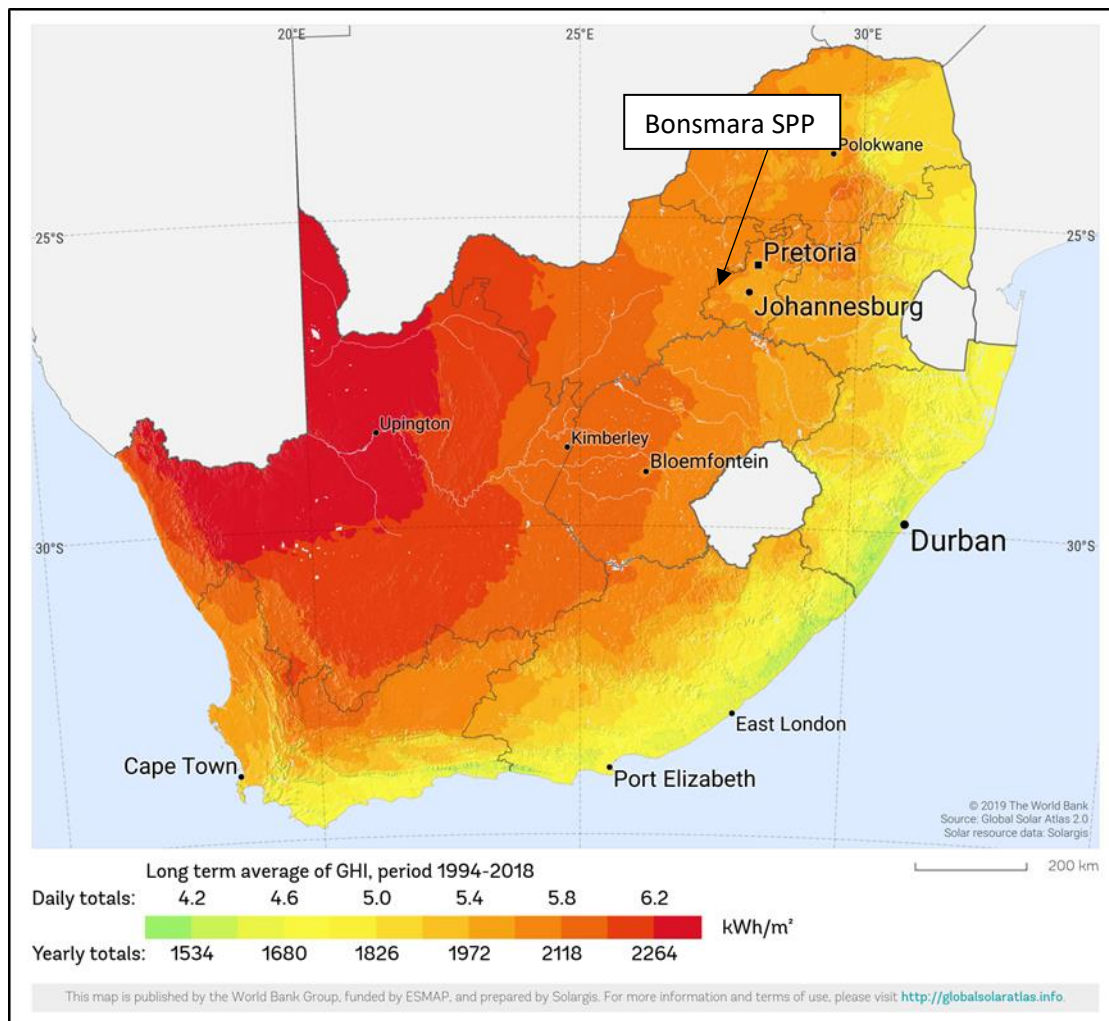 20°E 25°E 30°E
Bonsmara SPP
Polokwane
25°S 25°S
Pretoria
Johannesburg
Upington
Kimberley
Bloemfontein
Durban
30°S 30°S
East London
Cape Town
Port Elizabeth
© 2019 The World Bank
Source: Global Solar Atlas 2.0
Solar resource data: Solargis
200 km
Long term average of GHI, period 1994-2018
Daily totals: 4.2 4.6 5.0 5.4 5.8 6.2
kWh/m²
Yearly totals: 1534 1680 1826 1972 2118 2264
This map is published by the World Bank Group, funded by ESMAP, and prepared by Solargis. For more information and terms of use, please visit http://globalsolaratlas.info.